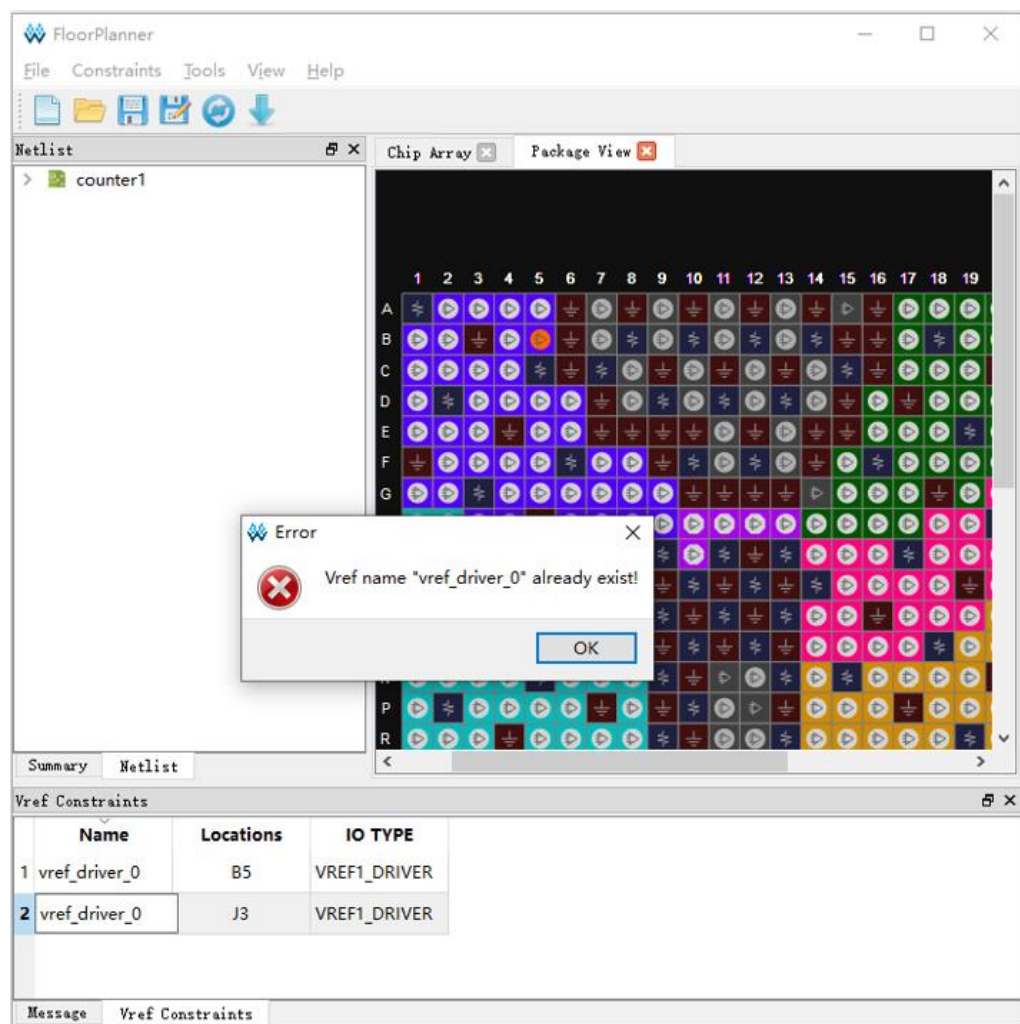 FloorPlanner
File Constraints Tools View Help
Netlist
Chip Array Package View
counter1
1 2 3 4 5 6 7 8 9 10 11 12 13 14 15 16 17 18 19
A
B
C
D
E
F
G
Error
Vref name "vref_driver_0" already exist!
OK
P
R
Summary Netlist
Vref Constraints
Name Locations IO TYPE
1 vref_driver_0 B5 VREF1_DRIVER
2 vref_driver_0 J3 VREF1_DRIVER
Message Vref Constraints